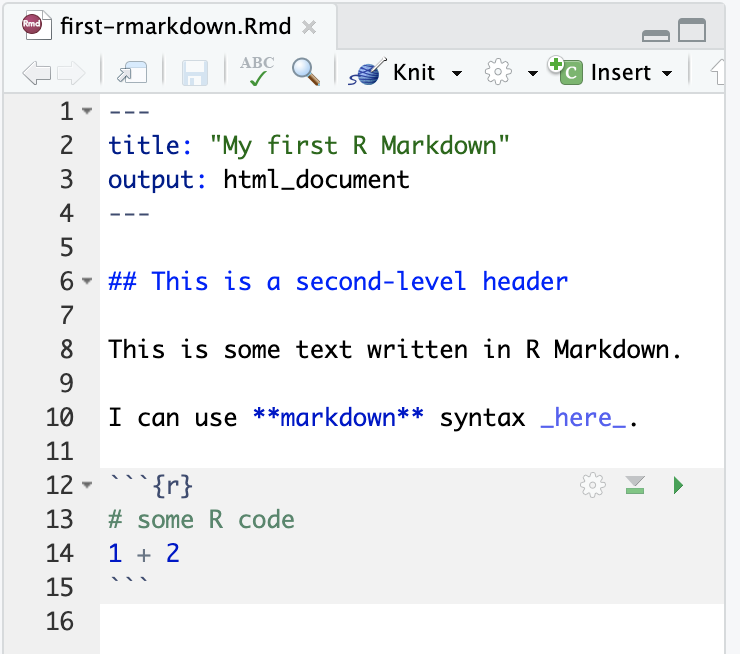 Rmd first-rmarkdown.Rmd
ABC Knit C Insert
1 ---
2 title: "My first R Markdown"
3 output: html_document
4 ---
5
6 ## This is a second-level header
7
8 This is some text written in R Markdown.
9
10 I can use **markdown** syntax _here_.
11
12 ```{r}
13 # some R code
14 1 + 2
15 ```
16